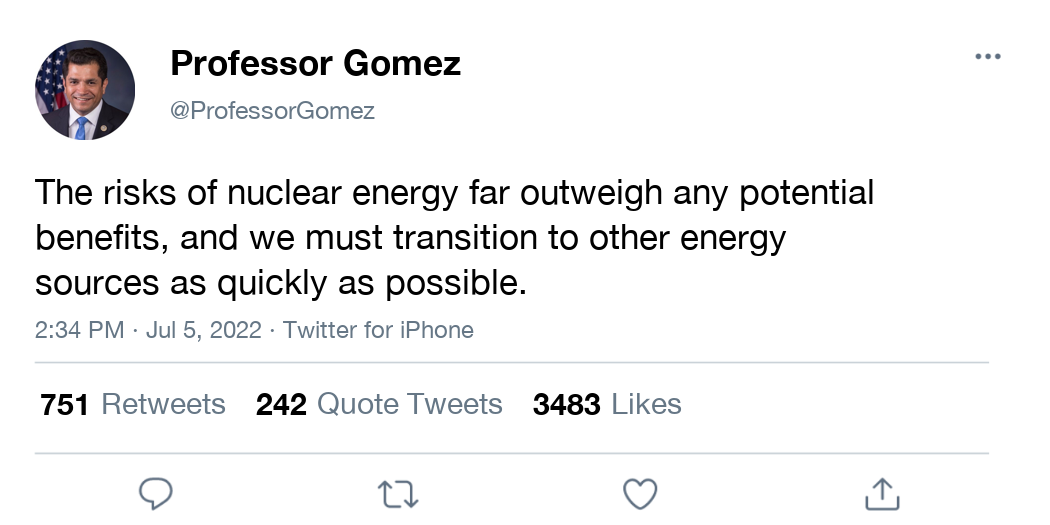 Professor Gomez
@ProfessorGomez
The risks of nuclear energy far outweigh any potential
benefits, and we must transition to other energy
sources as quickly as possible.
2:34 PM · Jul 5, 2022 · Twitter for iPhone
751 Retweets 242 Quote Tweets 3483 Likes